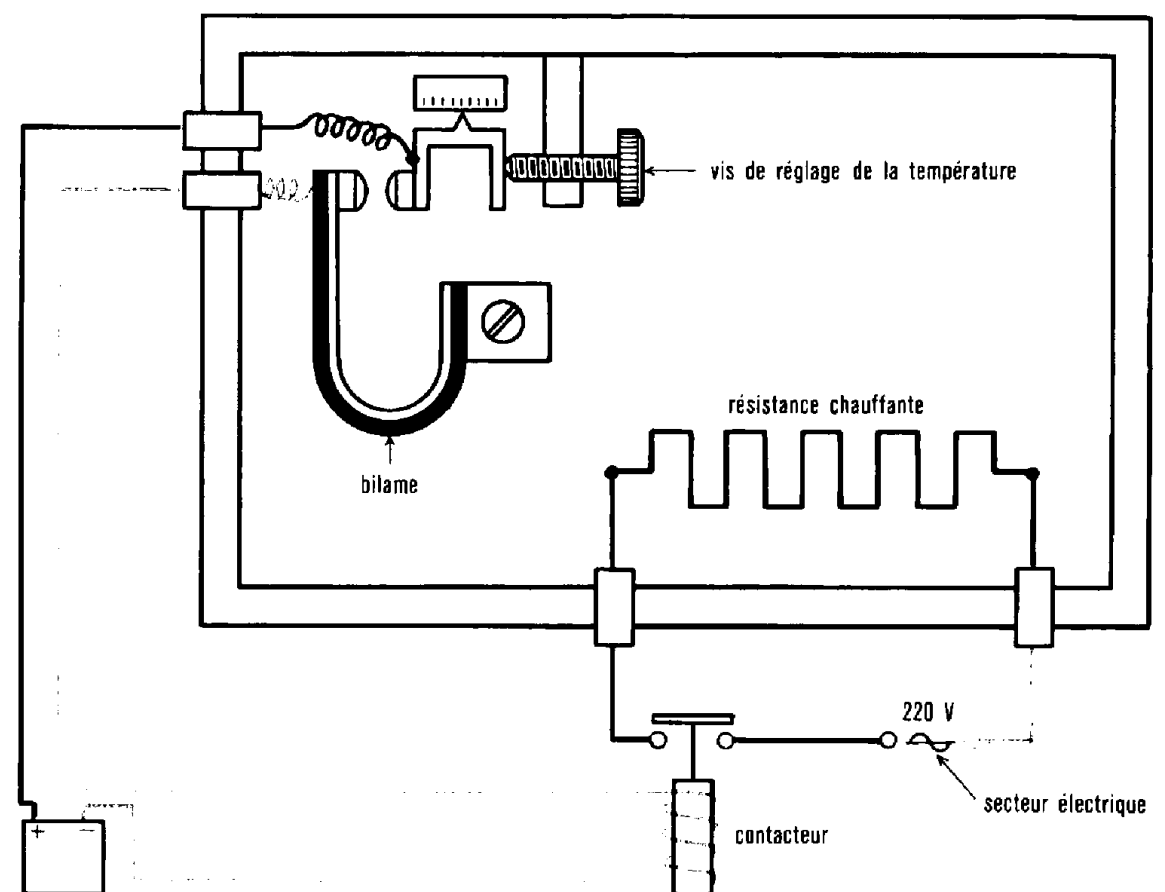 vis de réglage de la température
bilame
résistance chauffante
220 V
secteur électrique
contacteur
+ −